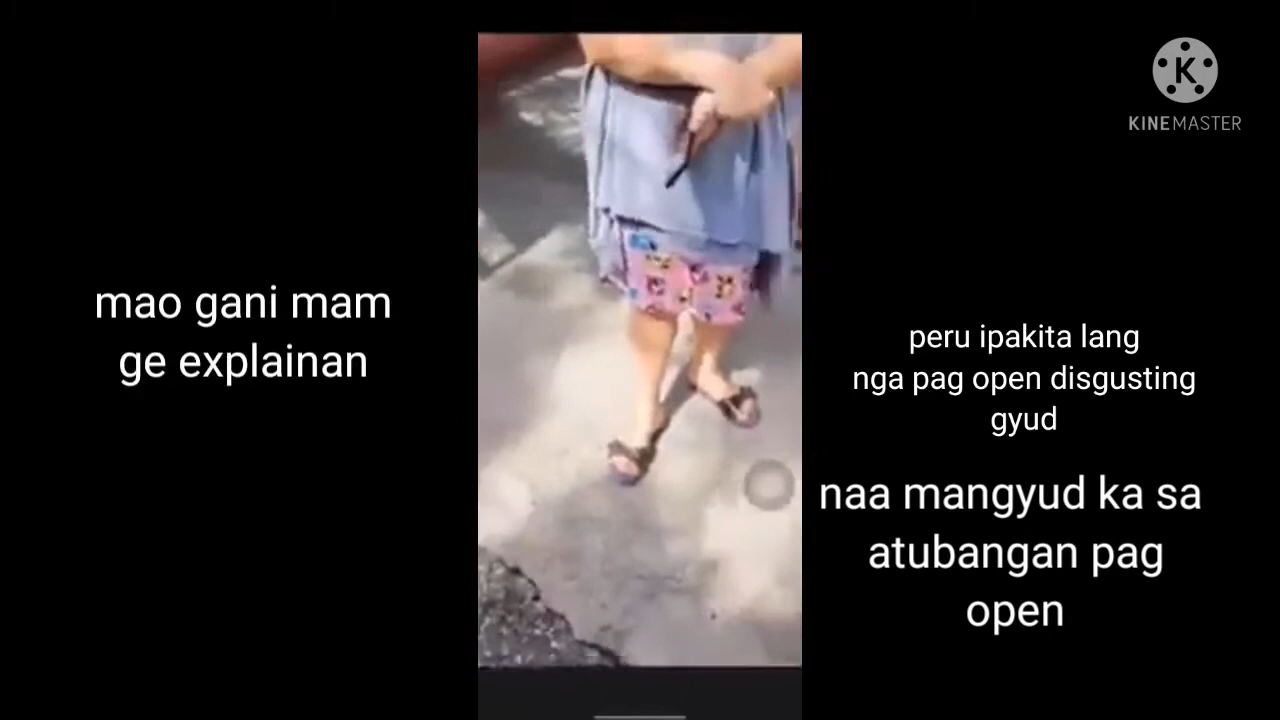 KINEMASTER
mao gani mam
ge explainan
peru ipakita lang
nga pag open disgusting
gyud
naa mangyud ka sa
atubangan pag
open